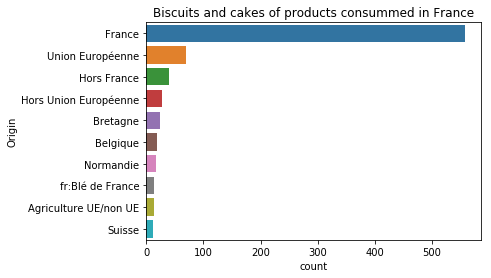 Biscuits and cakes of products consummed in France
Origin
France
Union Européenne
Hors France
Hors Union Européenne
Bretagne
Belgique
Normandie
fr:Blé de France
Agriculture UE/non UE
Suisse
0 100 200 300 400 500
count